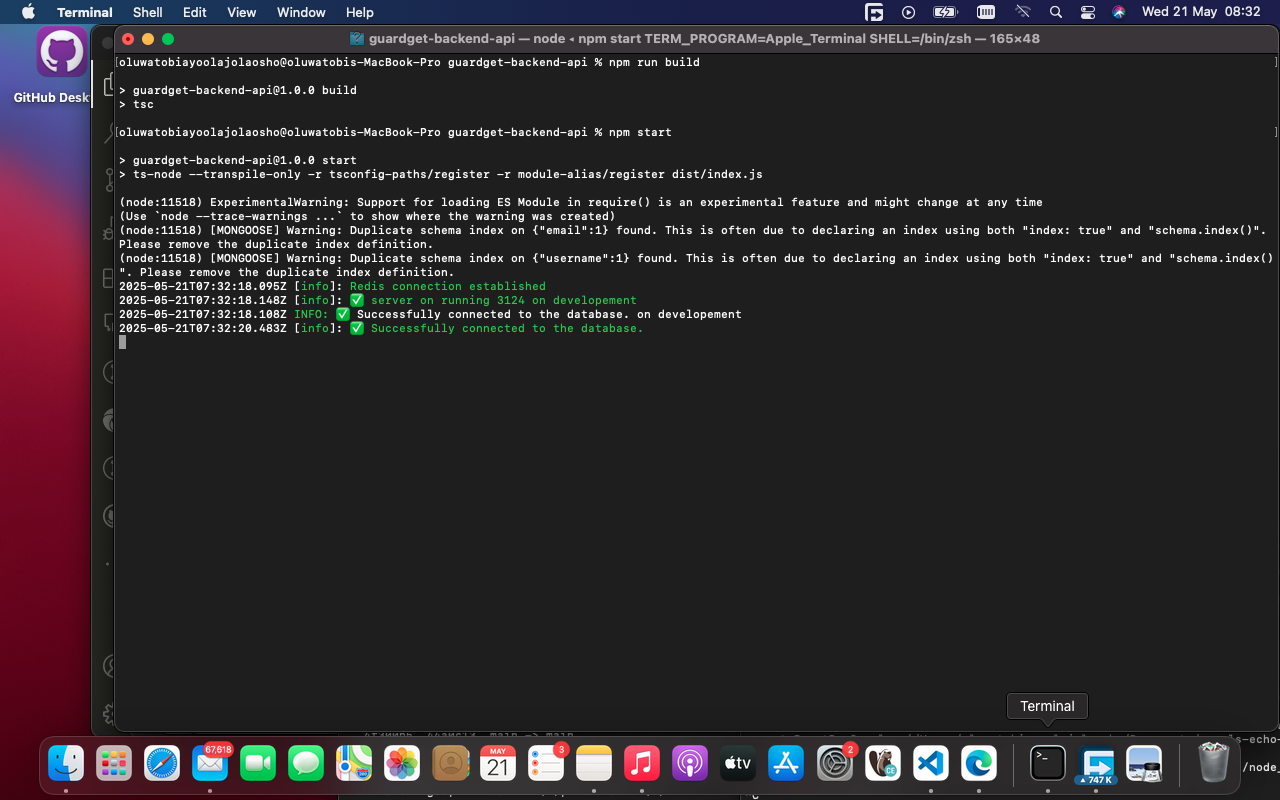 Terminal Shell Edit View Window Help Wed 21 May 08:32
GitHub Desk
guardget-backend-api — node ◂ npm start TERM_PROGRAM=Apple_Terminal SHELL=/bin/zsh — 165×48
[oluwatobiayoolajolaosho@oluwatobis-MacBook-Pro guardget-backend-api % npm run build ]
> guardget-backend-api@1.0.0 build
> tsc
[oluwatobiayoolajolaosho@oluwatobis-MacBook-Pro guardget-backend-api % npm start ]
> guardget-backend-api@1.0.0 start
> ts-node --transpile-only -r tsconfig-paths/register -r module-alias/register dist/index.js
(node:11518) ExperimentalWarning: Support for loading ES Module in require() is an experimental feature and might change at any time
(Use `node --trace-warnings ...` to show where the warning was created)
(node:11518) [MONGOOSE] Warning: Duplicate schema index on {"email":1} found. This is often due to declaring an index using both "index: true" and "schema.index()".
Please remove the duplicate index definition.
(node:11518) [MONGOOSE] Warning: Duplicate schema index on {"username":1} found. This is often due to declaring an index using both "index: true" and "schema.index()
". Please remove the duplicate index definition.
2025-05-21T07:32:18.095Z [info]: Redis connection established
2025-05-21T07:32:18.148Z [info]: ✅ server on running 3124 on developement
2025-05-21T07:32:18.108Z INFO: ✅ Successfully connected to the database. on developement
2025-05-21T07:32:20.483Z [info]: ✅ Successfully connected to the database.
Terminal
ls-echo-
/node_
67,618
MAY
21
3
tv
2
CE
>_
▲ 747 K